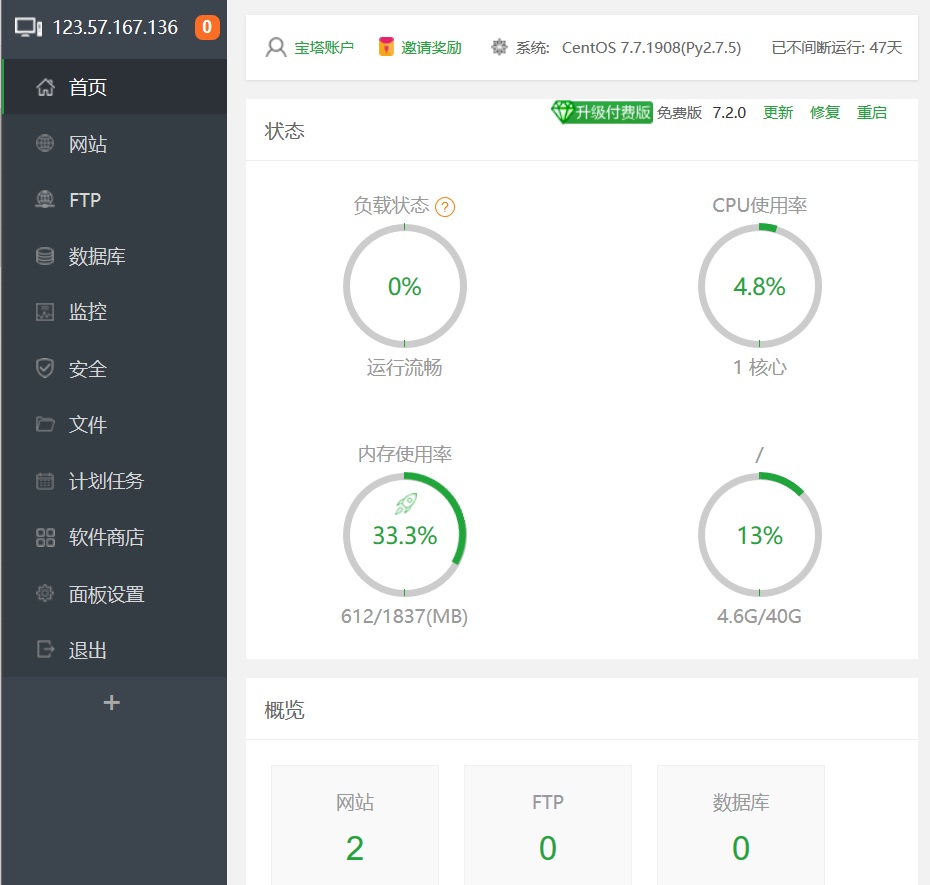 123.57.167.136 0
首页
网站
FTP
数据库
监控
安全
文件
计划任务
软件商店
面板设置
退出
+
宝塔账户 邀请奖励 系统: CentOS 7.7.1908(Py2.7.5) 已不间断运行: 47天
状态
升级付费版 免费版 7.2.0 更新 修复 重启
负载状态 ?
0%
运行流畅
CPU使用率
4.8%
1 核心
内存使用率
33.3%
612/1837(MB)
/
13%
4.6G/40G
概览
网站
2
FTP
0
数据库
0